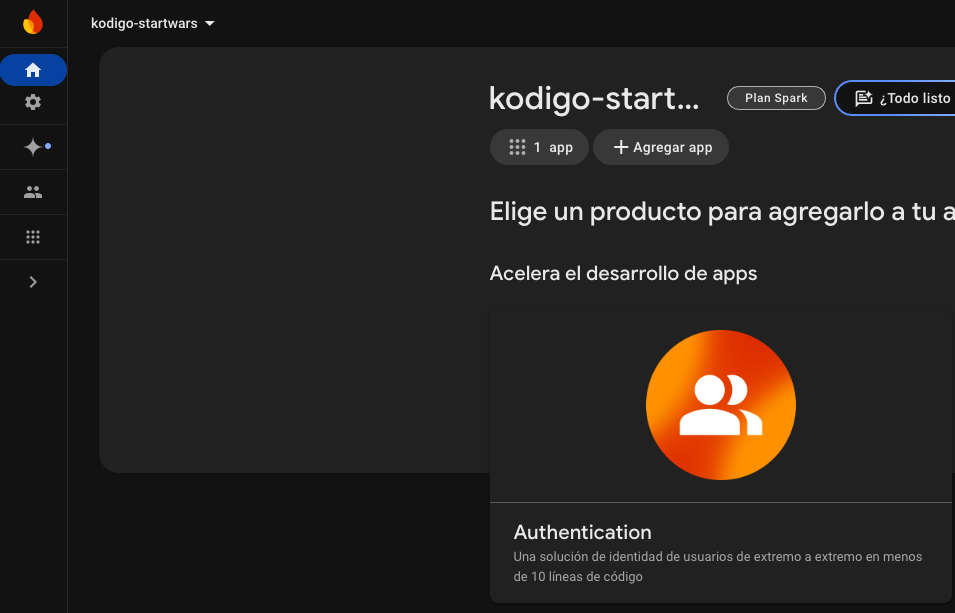 kodigo-startwars
kodigo-start...
Plan Spark
¿Todo listo
1 app
Agregar app
Elige un producto para agregarlo a tu a
Acelera el desarrollo de apps
Authentication
Una solución de identidad de usuarios de extremo a extremo en menos
de 10 líneas de código